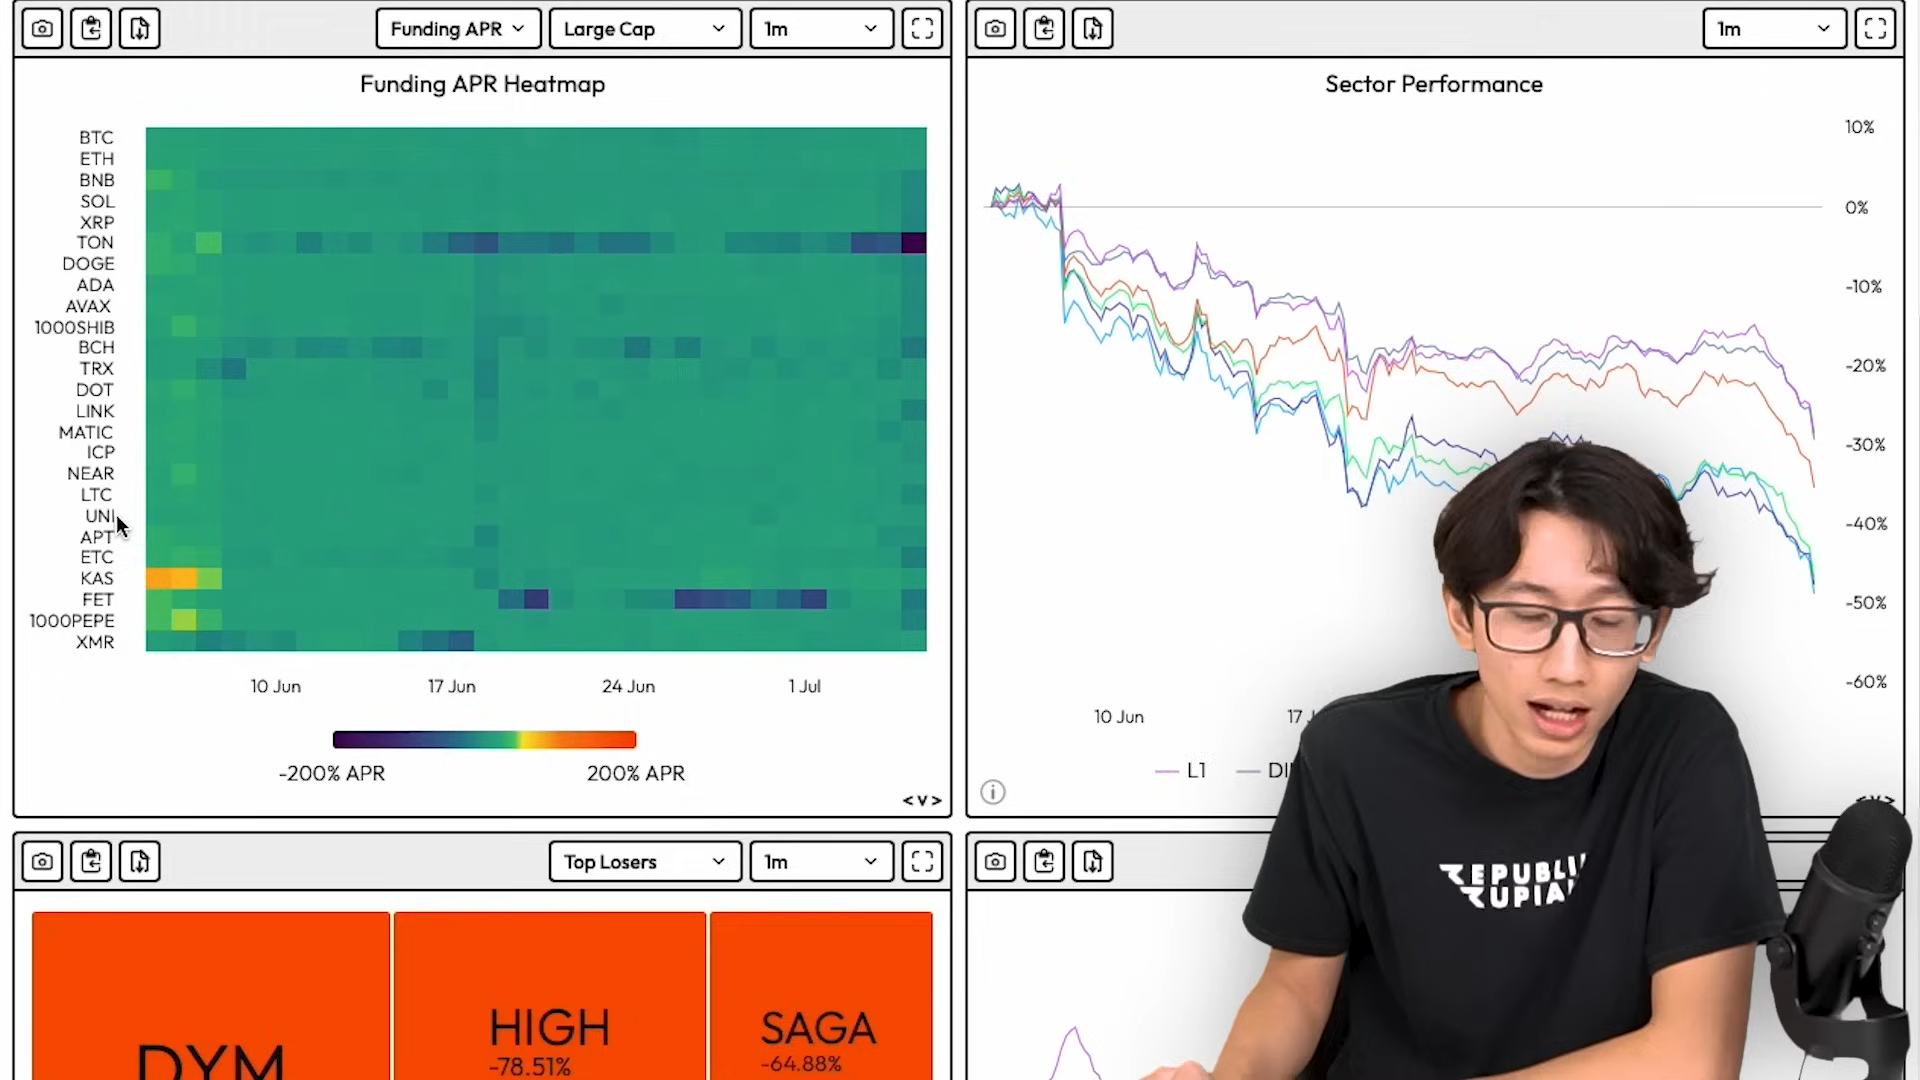 Funding APR
Large Cap
1m
Funding APR Heatmap
BTC
ETH
BNB
SOL
XRP
TON
DOGE
ADA
AVAX
1000SHIB
BCH
TRX
DOT
LINK
MATIC
ICP
NEAR
LTC
UNI
APT
ETC
KAS
FET
1000PEPE
XMR
10 Jun
17 Jun
24 Jun
1 Jul
-200% APR
200% APR
<v>
1m
Sector Performance
10%
0%
-10%
-20%
-30%
-40%
-50%
-60%
10 Jun
L1
Top Losers
1m
DYM
HIGH
-78.51%
SAGA
-64.88%